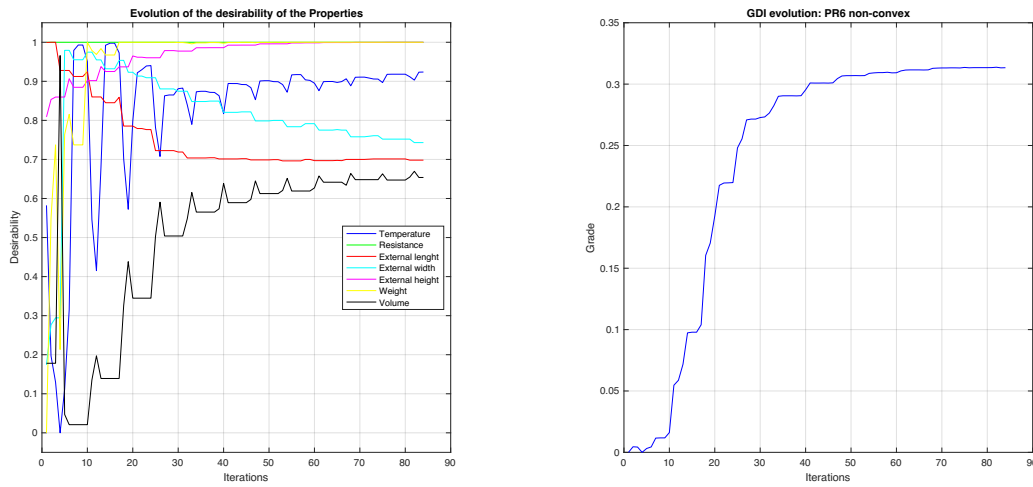 Evolution of the desirability of the Properties
Desirability
1
0.9
0.8
0.7
0.6
0.5
0.4
0.3
0.2
0.1
0
0 10 20 30 40 50 60 70 80 90
Iterations
Temperature
Resistance
External lenght
External width
External height
Weight
Volume
GDI evolution: PR6 non-convex
Grade
0.35
0.3
0.25
0.2
0.15
0.1
0.05
0
0 10 20 30 40 50 60 70 80 90
Iterations